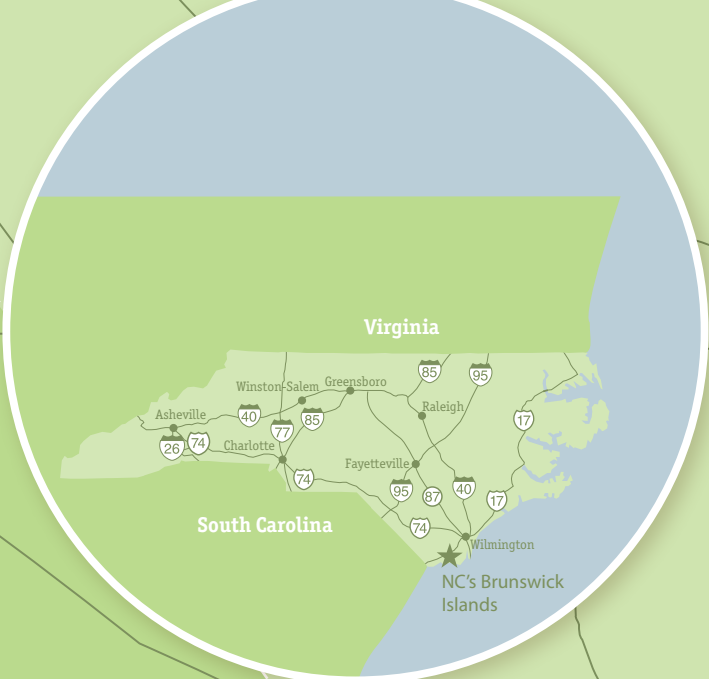 Virginia
85
95
Winston-Salem
Greensboro
Asheville
40
85
Raleigh
17
77
26
74
Charlotte
Fayetteville
74
95
87
40
17
74
South Carolina
Wilmington
NC's Brunswick
Islands